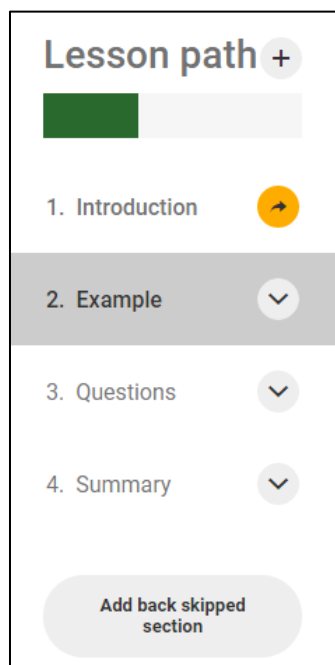 Lesson path +
1. Introduction
2. Example
3. Questions
4. Summary
Add back skipped
section